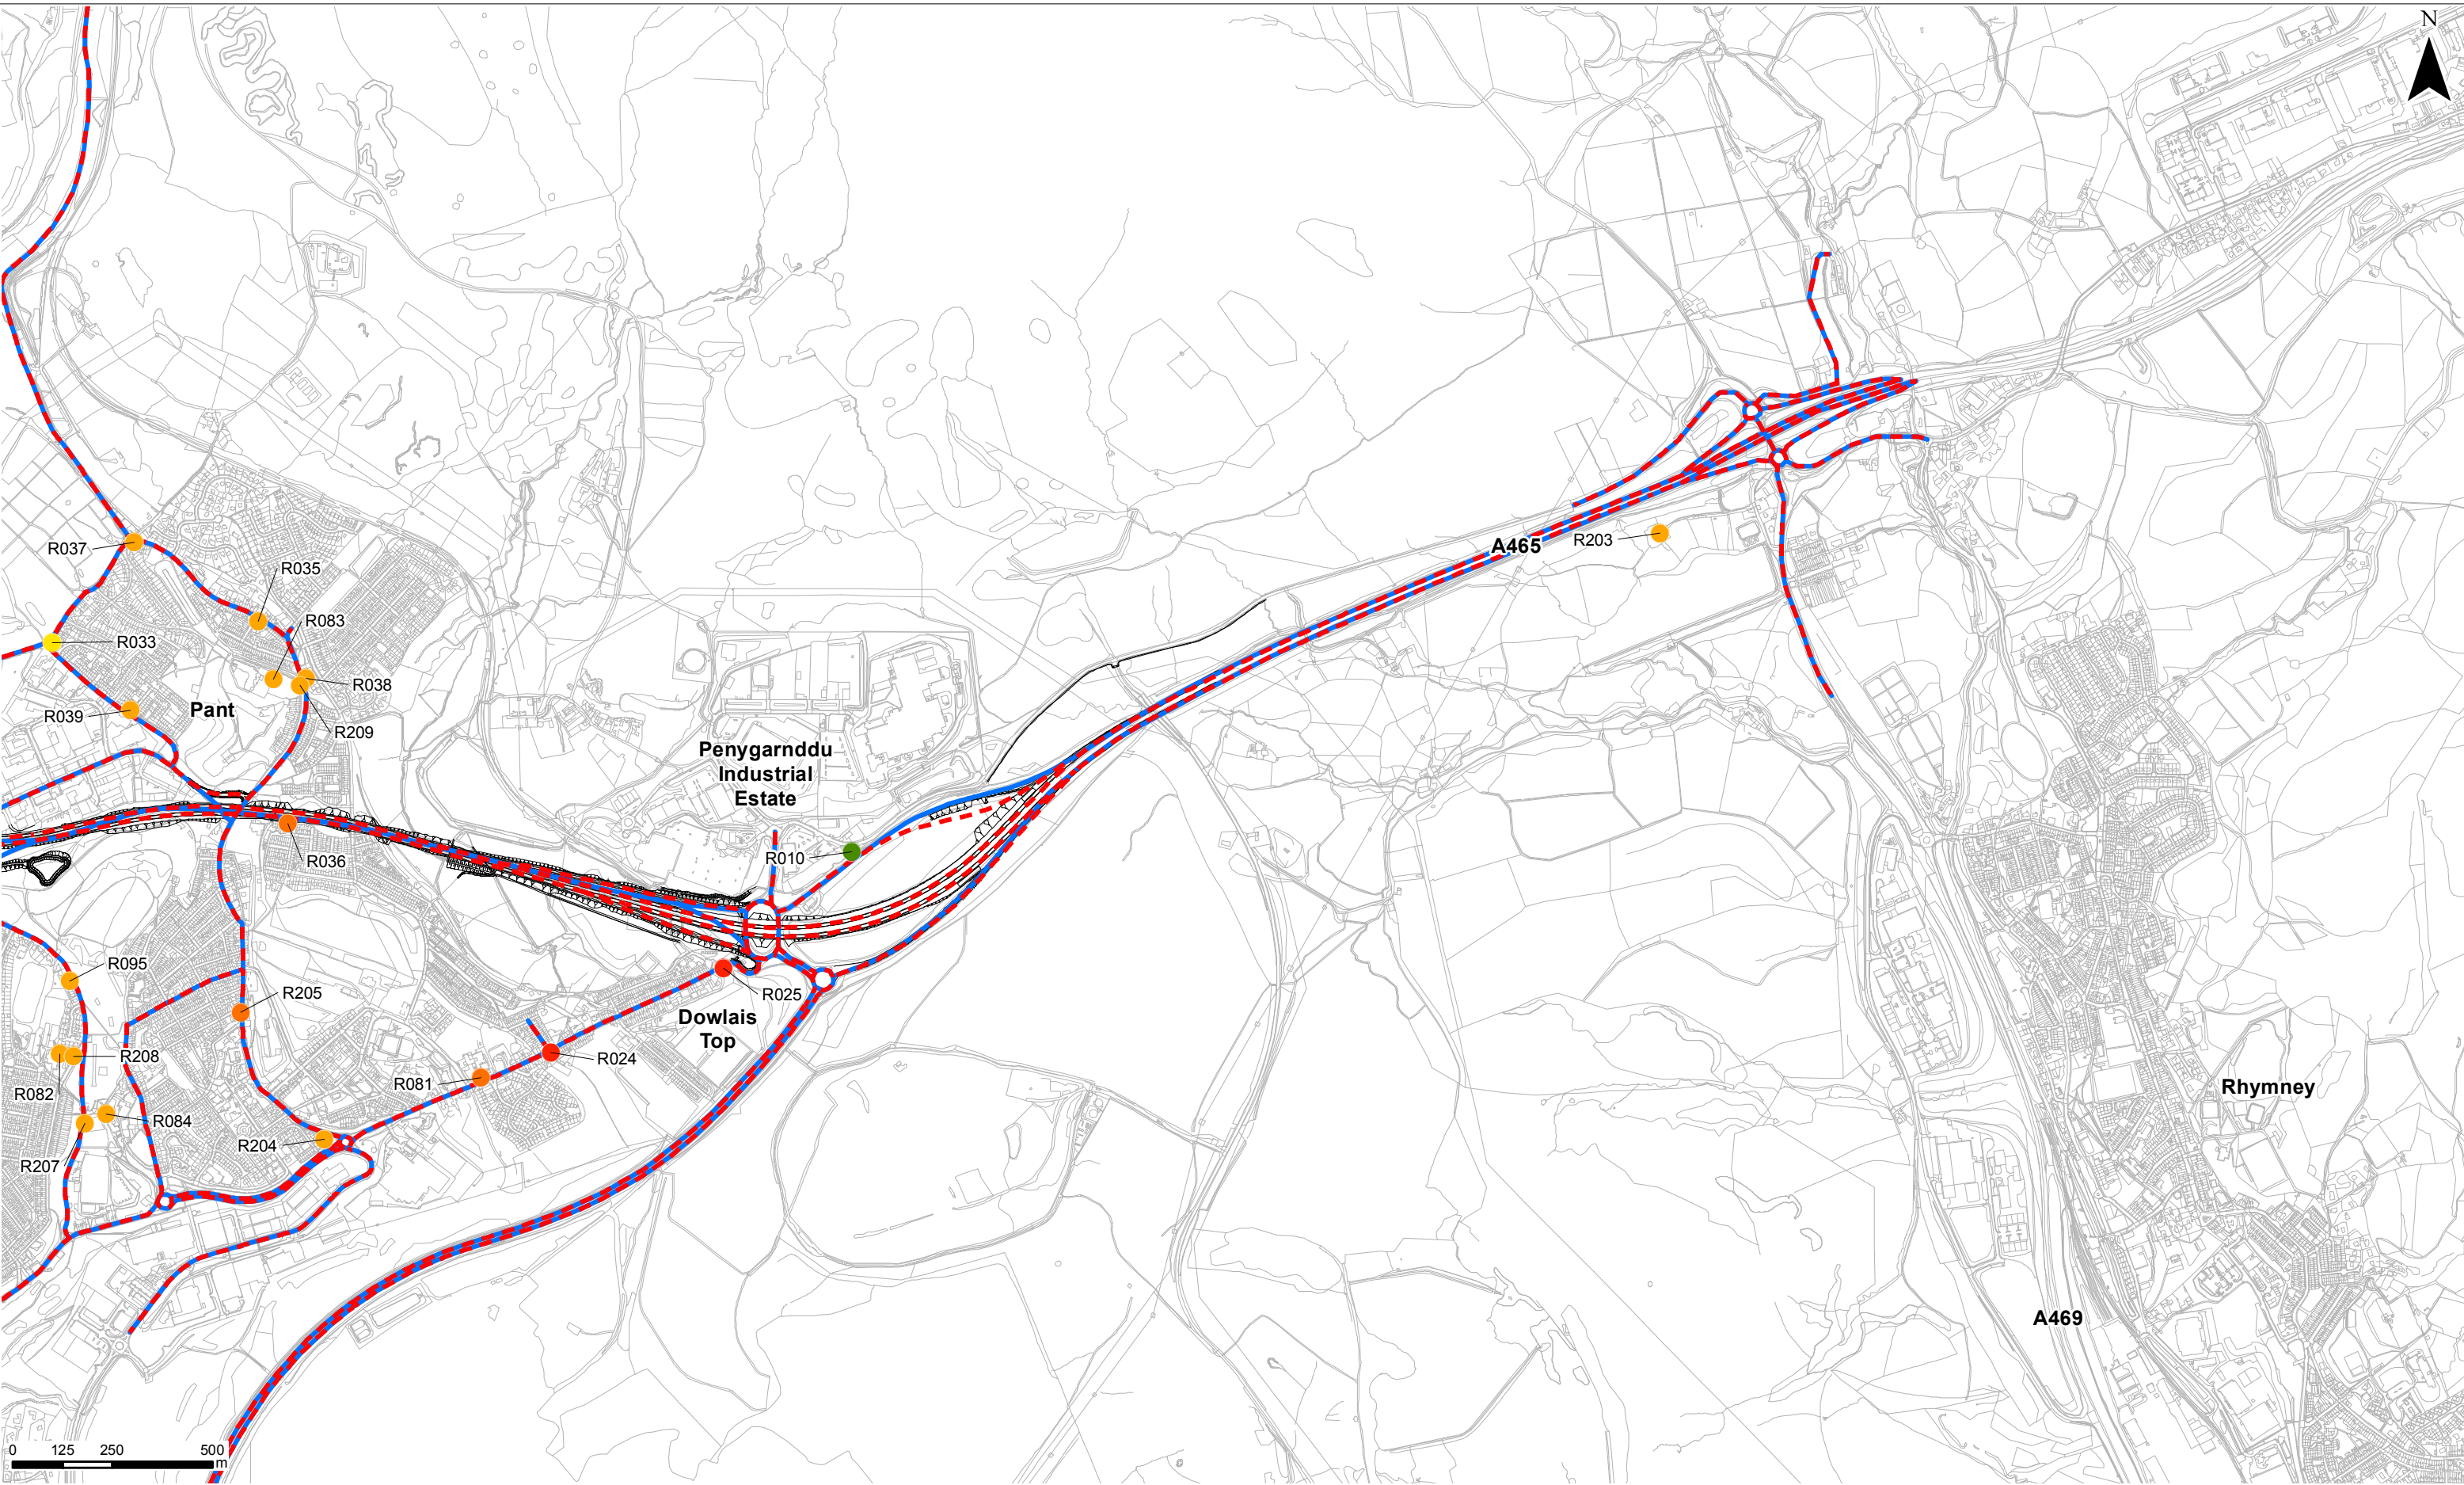 N
R037
R035
R083
R033
R038
R039
Pant
R209
A465
R203
Penygarnddu
Industrial
Estate
R010
R036
R095
R205
R025
Dowlais
Top
R208
R024
R082
R081
R084
R204
R207
Rhymney
A469
0 125 250 500
m